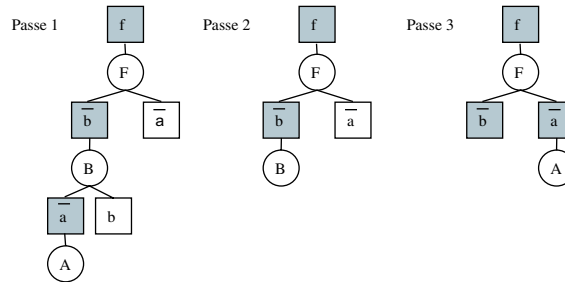 Passe 1 f Passe 2 f Passe 3 f
F F F
b̅ a̅ b̅ a̅ b̅ a̅
B B A
a̅ b
A